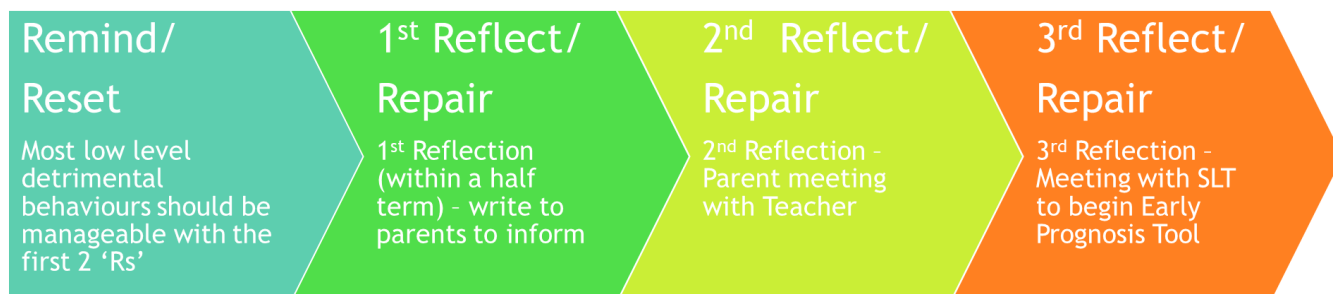 Remind/
Reset
Most low level
detrimental
behaviours should be
manageable with the
first 2 ‘Rs’
1st Reflect/
Repair
1st Reflection
(within a half
term) – write to
parents to inform
2nd Reflect/
Repair
2nd Reflection –
Parent meeting
with Teacher
3rd Reflect/
Repair
3rd Reflection –
Meeting with SLT
to begin Early
Prognosis Tool